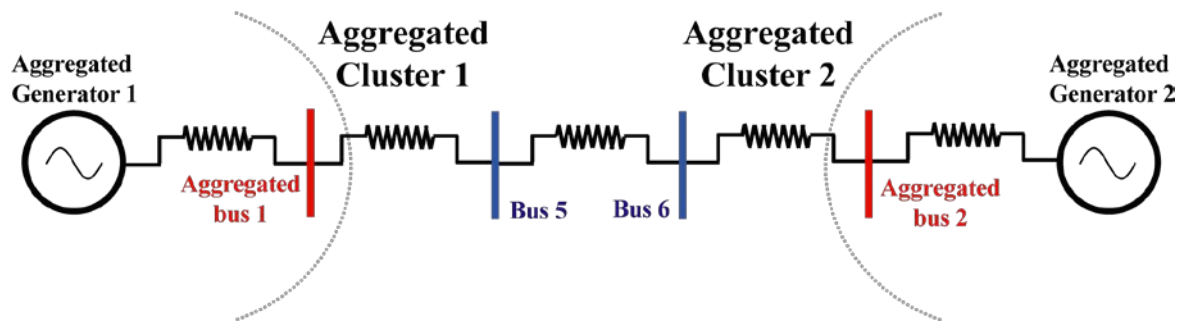 Aggregated
Generator 1
Aggregated
Cluster 1
Aggregated
Cluster 2
Aggregated
Generator 2
Aggregated
bus 1
Bus 5
Bus 6
Aggregated
bus 2